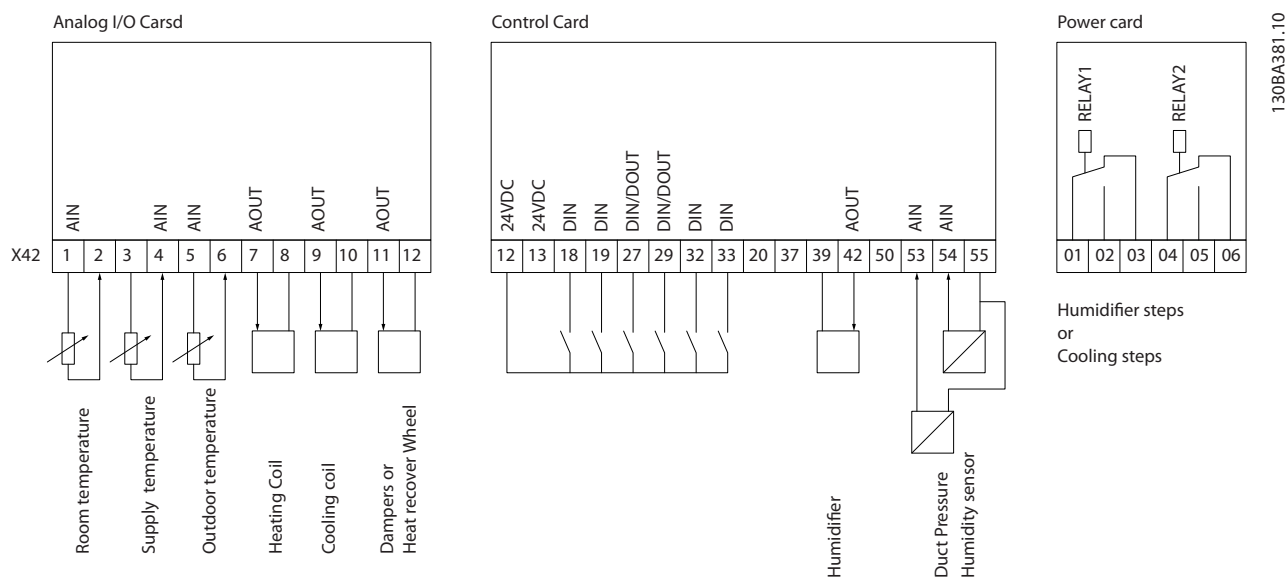 Analog I/O Carsd
Control Card
Power card
130BA381.10
AIN
AIN
AIN
AOUT
AOUT
AOUT
X42
1 2 3 4 5 6 7 8 9 10 11 12
Room temperature
Supply temperature
Outdoor temperature
Heating Coil
Cooling coil
Dampers or
Heat recover Wheel
24VDC
24VDC
DIN
DIN
DIN/DOUT
DIN/DOUT
DIN
DIN
AOUT
AIN
AIN
12 13 18 19 27 29 32 33 20 37 39 42 50 53 54 55
Humidifier
Duct Pressure
Humidity sensor
RELAY1
RELAY2
01 02 03 04 05 06
Humidifier steps
or
Cooling steps